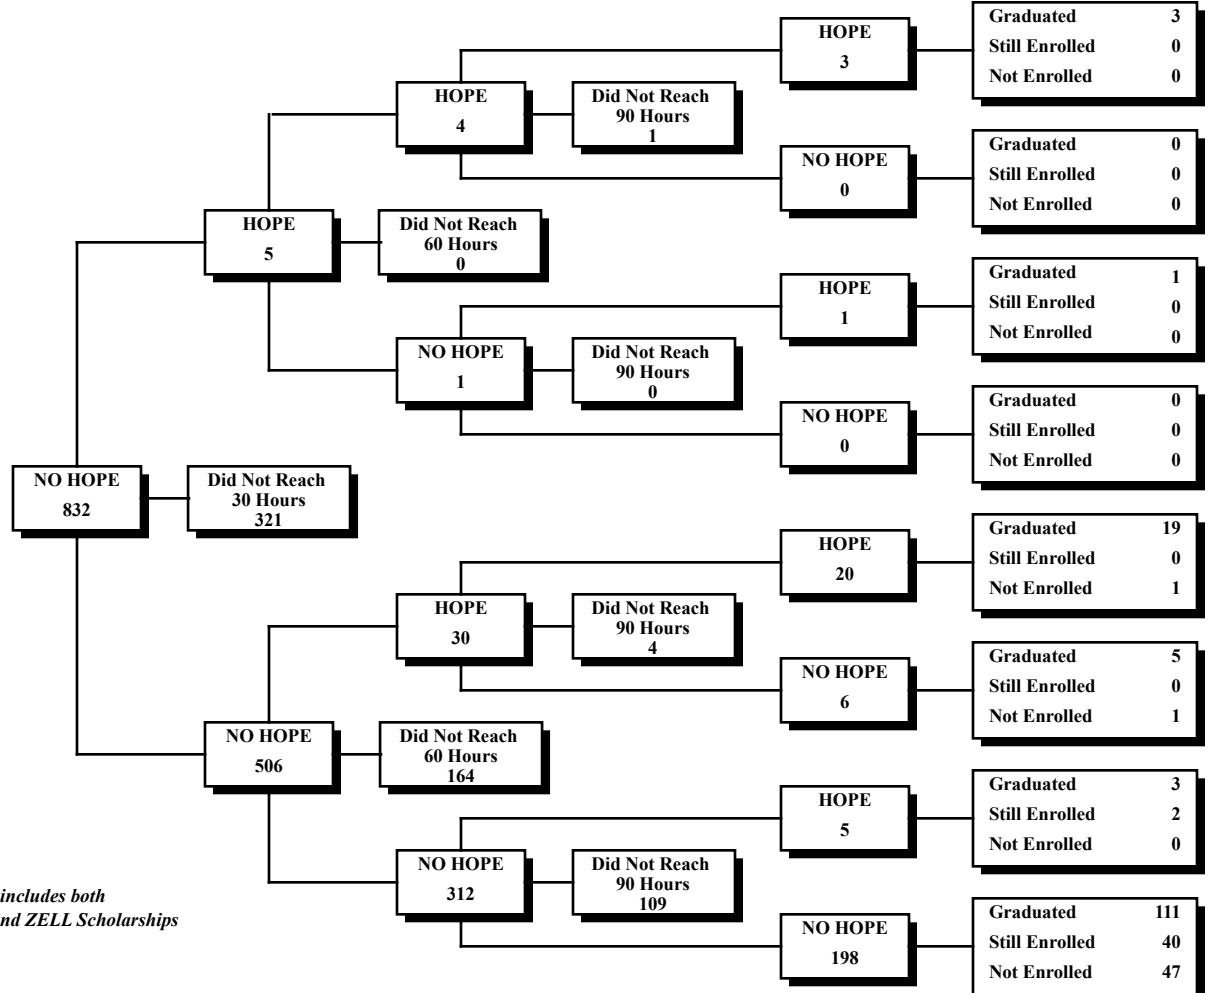 Graduated 3
Still Enrolled 0
Not Enrolled 0
HOPE
3
HOPE
4
Did Not Reach
90 Hours
1
NO HOPE
0
Graduated 0
Still Enrolled 0
Not Enrolled 0
HOPE
5
Did Not Reach
60 Hours
0
HOPE
1
Graduated 1
Still Enrolled 0
Not Enrolled 0
NO HOPE
1
Did Not Reach
90 Hours
0
NO HOPE
0
Graduated 0
Still Enrolled 0
Not Enrolled 0
NO HOPE
832
Did Not Reach
30 Hours
321
HOPE
20
Graduated 19
Still Enrolled 0
Not Enrolled 1
HOPE
30
Did Not Reach
90 Hours
4
NO HOPE
6
Graduated 5
Still Enrolled 0
Not Enrolled 1
NO HOPE
506
Did Not Reach
60 Hours
164
HOPE
5
Graduated 3
Still Enrolled 2
Not Enrolled 0
NO HOPE
312
Did Not Reach
90 Hours
109
NO HOPE
198
Graduated 111
Still Enrolled 40
Not Enrolled 47
includes both
nd ZELL Scholarships